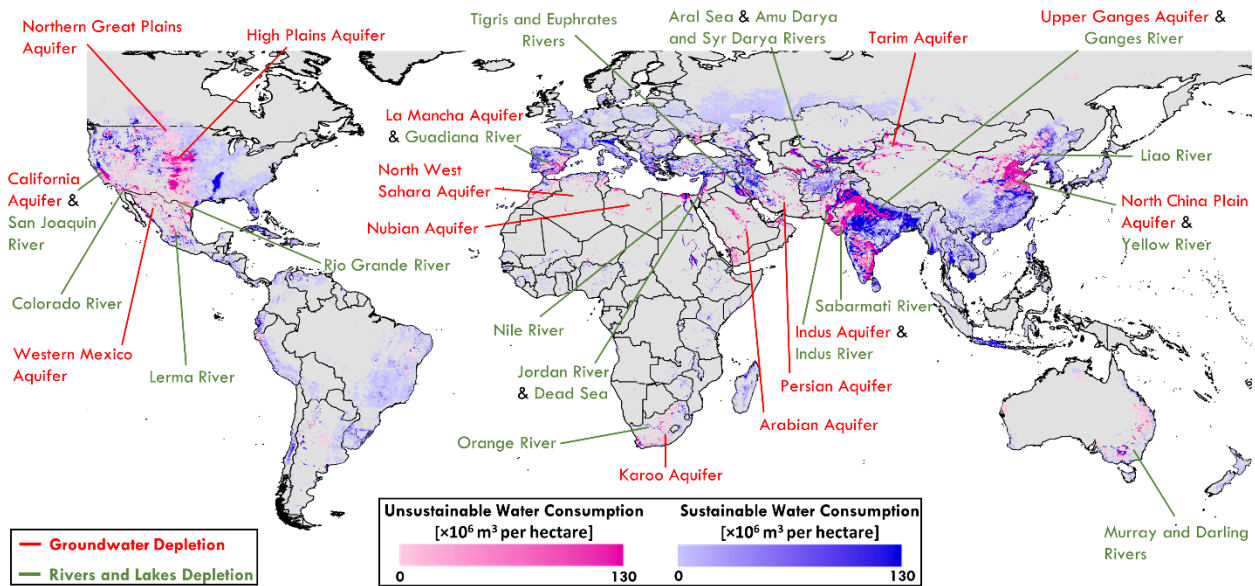 Northern Great Plains
Aquifer
High Plains Aquifer
Tigris and Euphrates
Rivers
Aral Sea & Amu Darya
and Syr Darya Rivers
Tarim Aquifer
Upper Ganges Aquifer &
Ganges River
La Mancha Aquifer
& Guadiana River
California
Aquifer &
San Joaquin
River
North West
Sahara Aquifer
Nubian Aquifer
Liao River
North China Plain
Aquifer &
Yellow River
Rio Grande River
Colorado River
Western Mexico
Aquifer
Lerma River
Nile River
Jordan River
& Dead Sea
Sabarmati River
Indus Aquifer &
Indus River
Persian Aquifer
Arabian Aquifer
Orange River
Karoo Aquifer
Murray and Darling
Rivers
Groundwater Depletion
Rivers and Lakes Depletion
Unsustainable Water Consumption
[×10⁶ m³ per hectare]
0 130
Sustainable Water Consumption
[×10⁶ m³ per hectare]
0 130